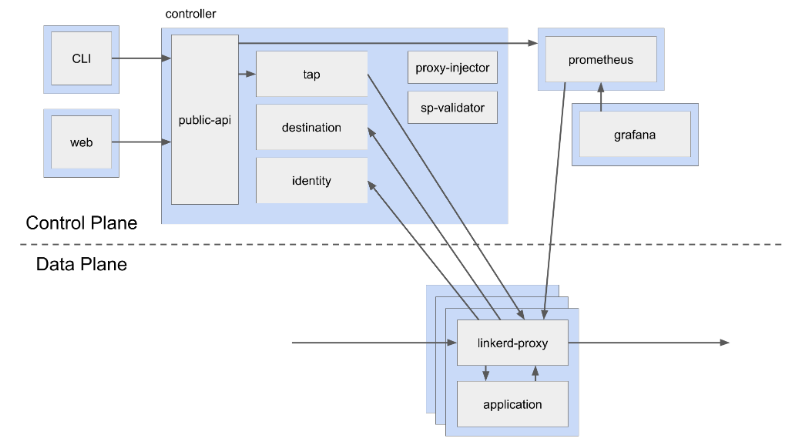 controller
CLI
web
public-api
tap
destination
identity
proxy-injector
sp-validator
prometheus
grafana
Control Plane
Data Plane
linkerd-proxy
application